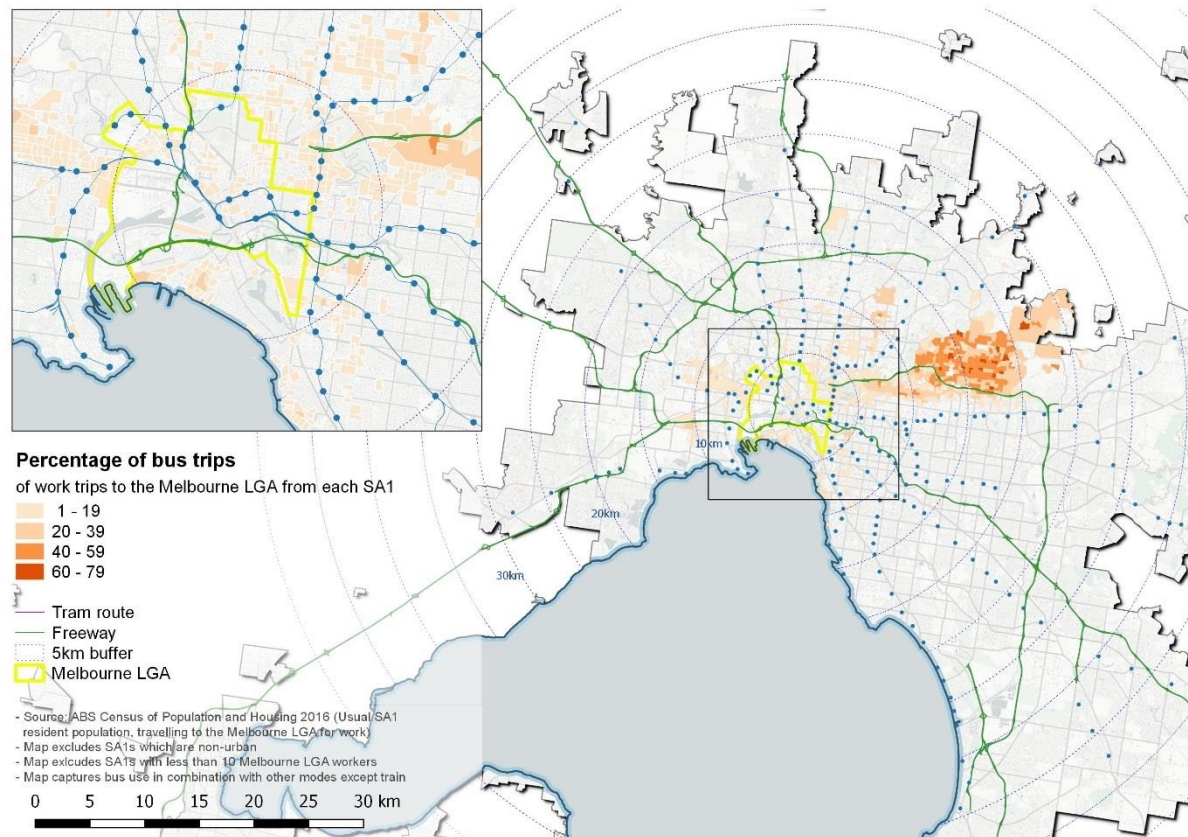 10km
20km
30km
Percentage of bus trips
of work trips to the Melbourne LGA from each SA1
1 - 19
20 - 39
40 - 59
60 - 79
Tram route
Freeway
5km buffer
Melbourne LGA
- Source: ABS Census of Population and Housing 2016 (Usual SA1
resident population, travelling to the Melbourne LGA for work)
- Map excludes SA1s which are non-urban
- Map exlcudes SA1s with less than 10 Melbourne LGA workers
- Map captures bus use in combination with other modes except train
0 5 10 15 20 25 30 km